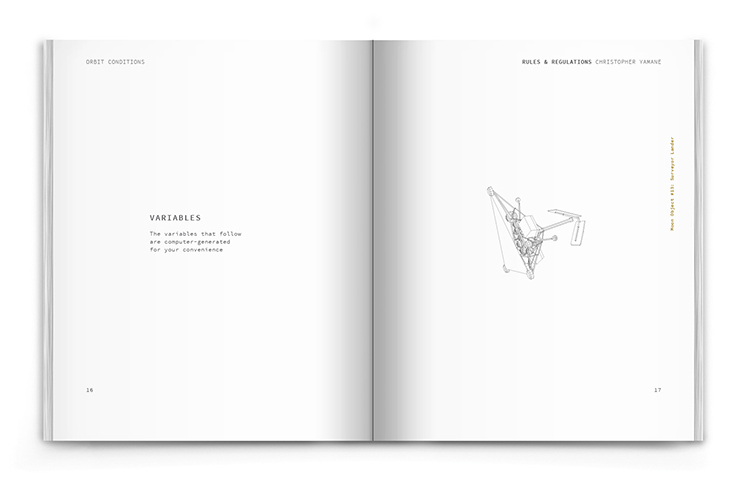 ORBIT CONDITIONS
VARIABLES
The variables that follow
are computer-generated
for your convenience
16
RULES & REGULATIONS CHRISTOPHER YAMANE
Moon Object #13: Surveyor Lander
17